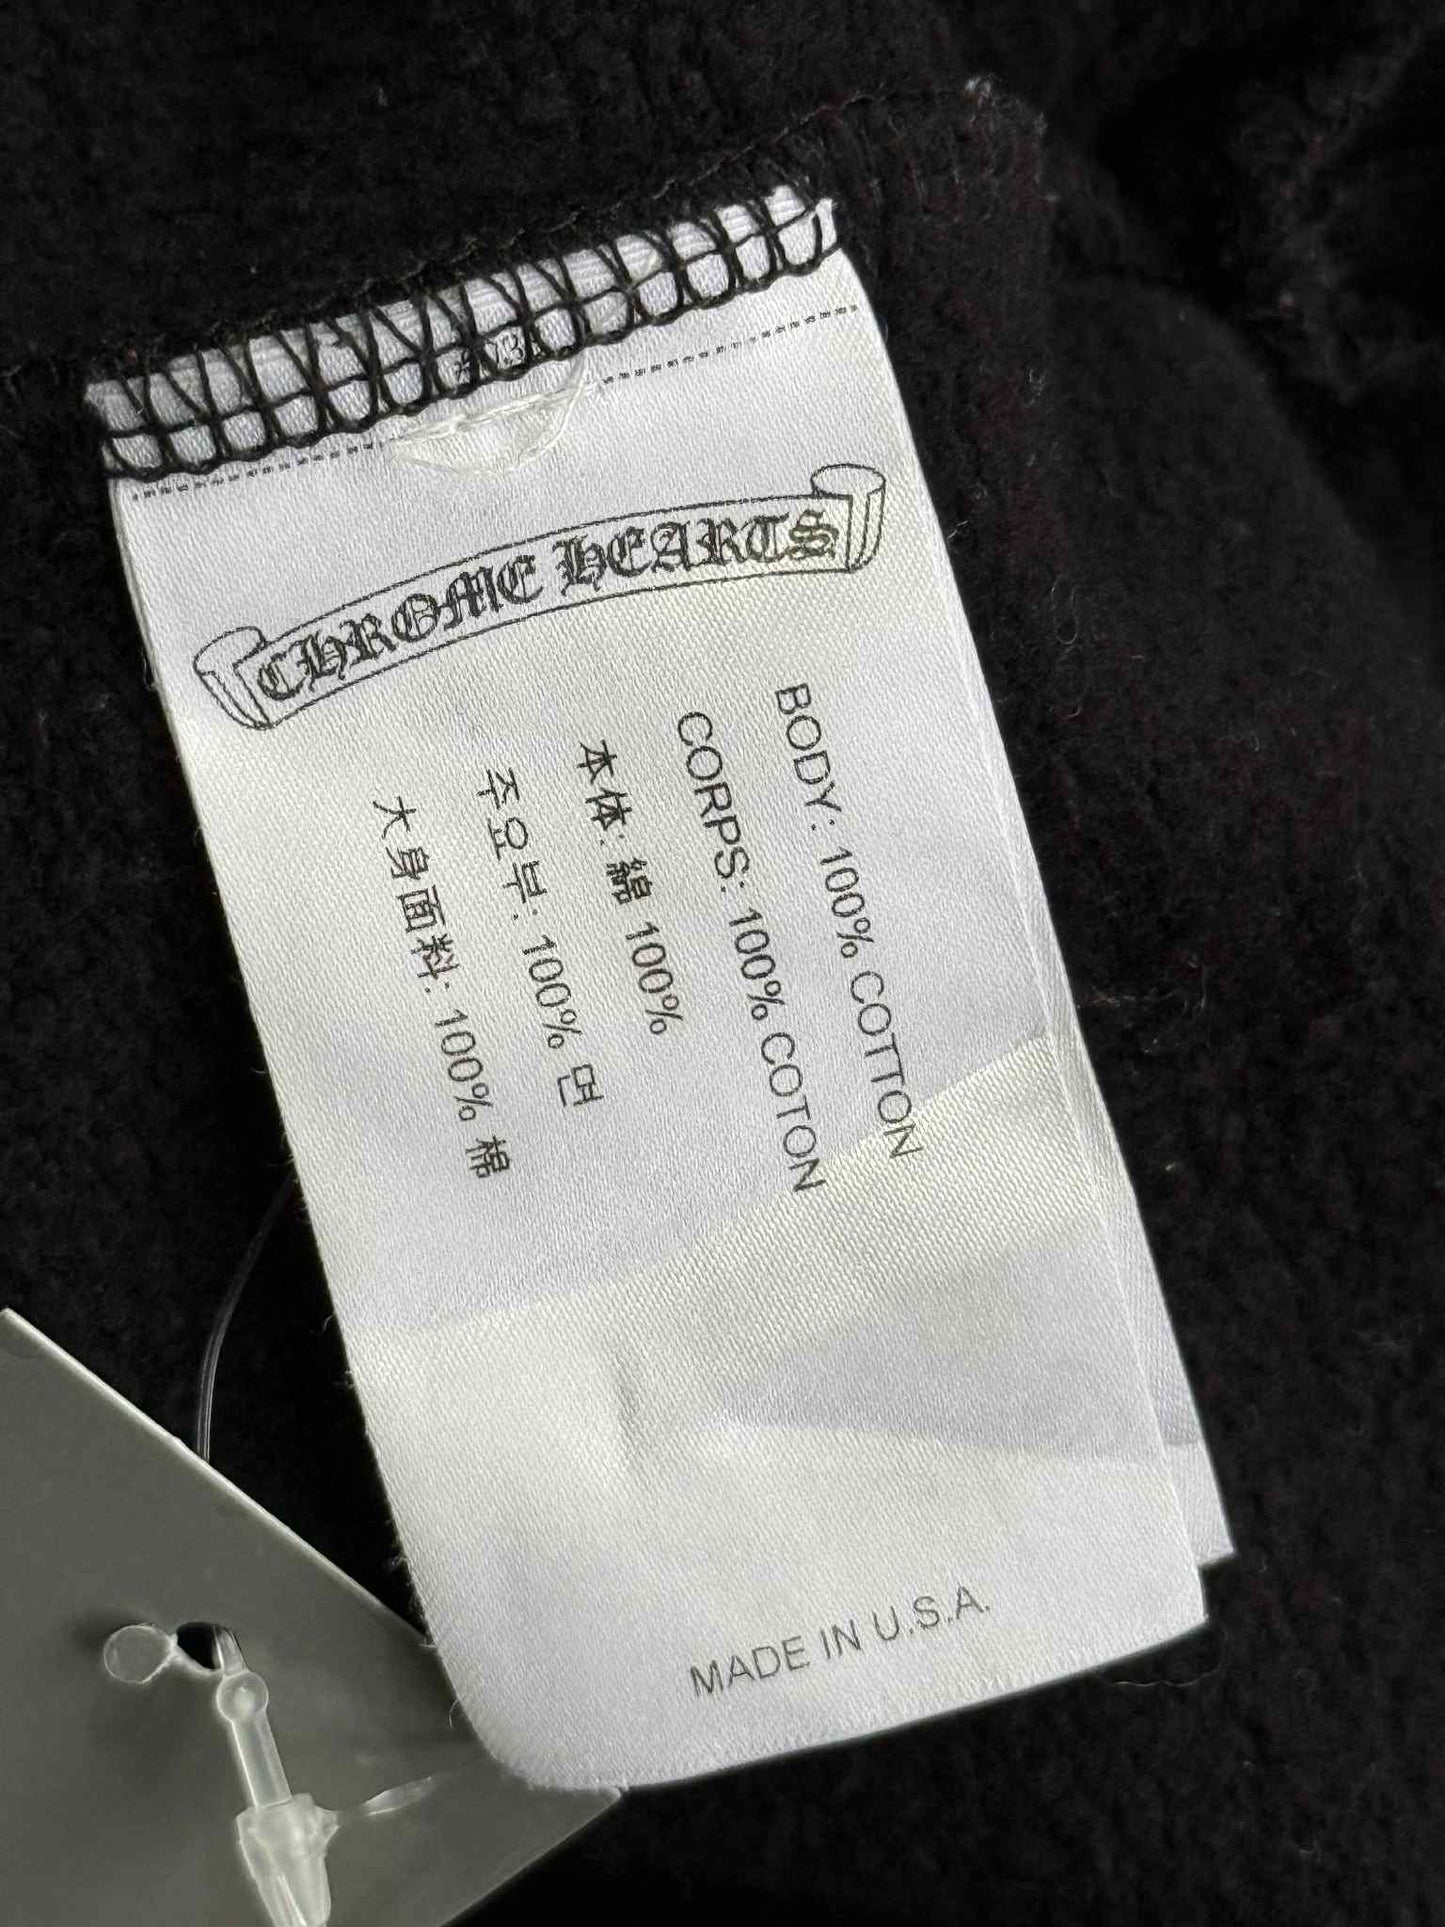 CHROME HEARTS
BODY: 100% COTTON
CORPS: 100% COTON
本体: 綿 100%
주요부: 100% 면
大身面料: 100% 棉
MADE IN U.S.A.